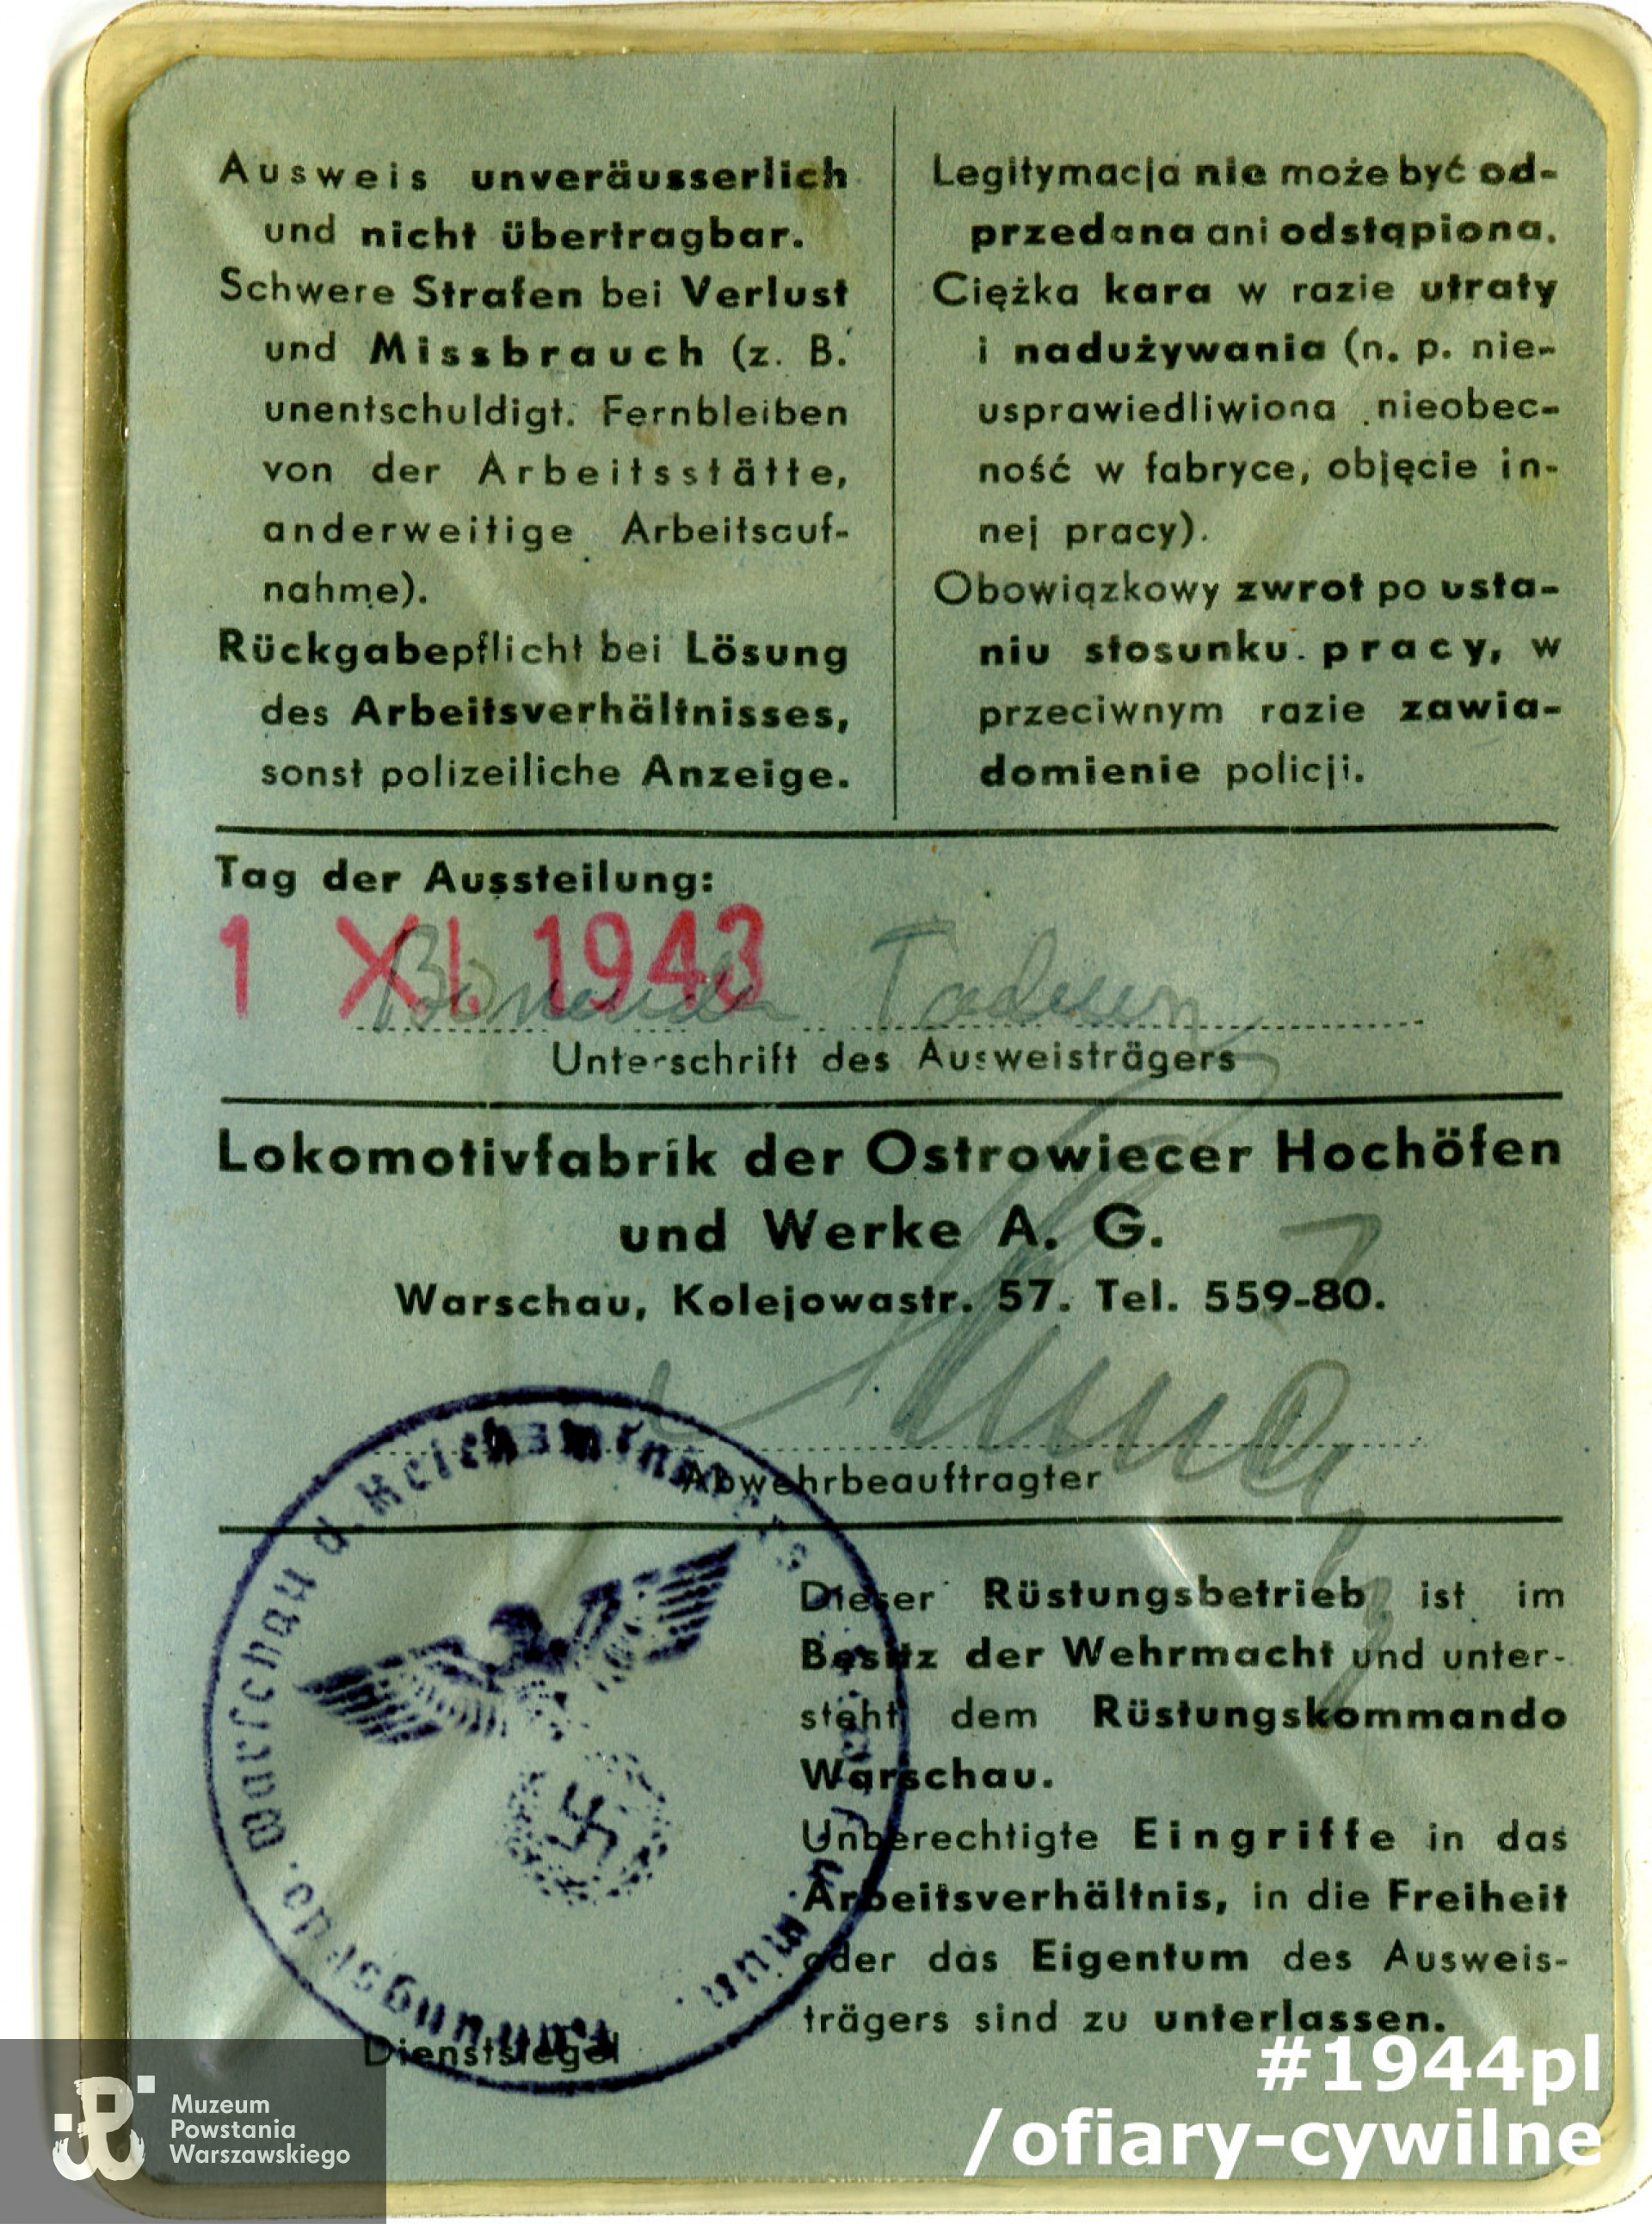 Ausweis unveräusserlich
und nicht übertragbar.
Schwere Strafen bei Verlust
und Missbrauch (z. B.
unentschuldigt. Fernbleiben
von der Arbeitsstätte,
anderweitige Arbeitsauf-
nahme).
Rückgabepflicht bei Lösung
des Arbeitsverhältnisses,
sonst polizeiliche Anzeige.
Legitymacja nie może być od-
przedana ani odstąpiona.
Ciężka kara w razie utraty
i nadużywania (n. p. nie-
usprawiedliwiona nieobec-
ność w fabryce, objęcie in-
nej pracy).
Obowiązkowy zwrot po usta-
niu stosunku pracy, w
przeciwnym razie zawia-
domienie policji.
Tag der Ausstellung:
1 XI. 1943
Tadeusz
Unterschrift des Ausweisträgers
Lokomotivfabrik der Ostrowiecer Hochöfen
und Werke A. G.
Warschau, Kolejowastr. 57. Tel. 559-80.
Abwehrbeauftragter
Dieser Rüstungsbetrieb ist im
Besitz der Wehrmacht und unter-
steht dem Rüstungskommando
Warschau.
Unberechtigte Eingriffe in das
Arbeitsverhältnis, in die Freiheit
oder das Eigentum des Ausweis-
trägers sind zu unterlassen.
Dienstsiegel
Rüstungskdo. Warschau d. Reichsministers
#1944pl
/ofiary-cywilne
Muzeum
Powstania
Warszawskiego